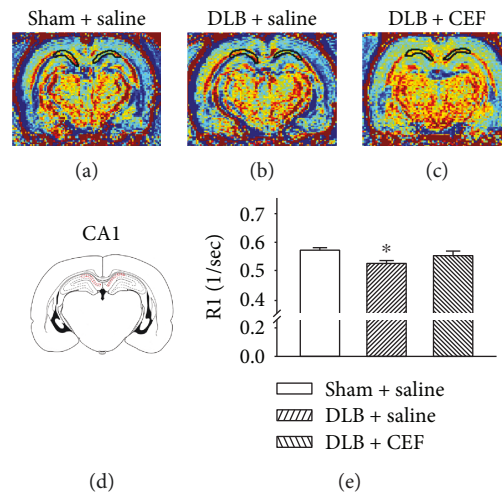 Sham + saline
DLB + saline
DLB + CEF
(a)
(b)
(c)
CA1
(d)
R1 (1/sec)
0.7
0.6
0.5
0.4
0.2
0.0
*
Sham + saline
DLB + saline
DLB + CEF
(e)